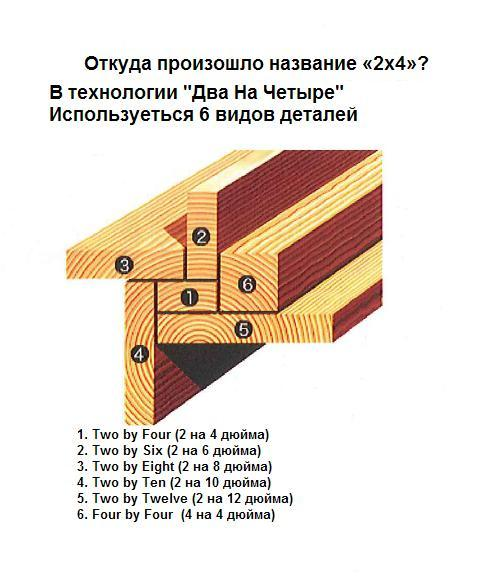 Откуда произошло название «2х4»?
В технологии "Два На Четыре"
Используеться 6 видов деталей
2
3
1
6
5
4
1. Two by Four (2 на 4 дюйма)
2. Two by Six (2 на 6 дюйма)
3. Two by Eight (2 на 8 дюйма)
4. Two by Ten (2 на 10 дюйма)
5. Two by Twelve (2 на 12 дюйма)
6. Four by Four (4 на 4 дюйма)